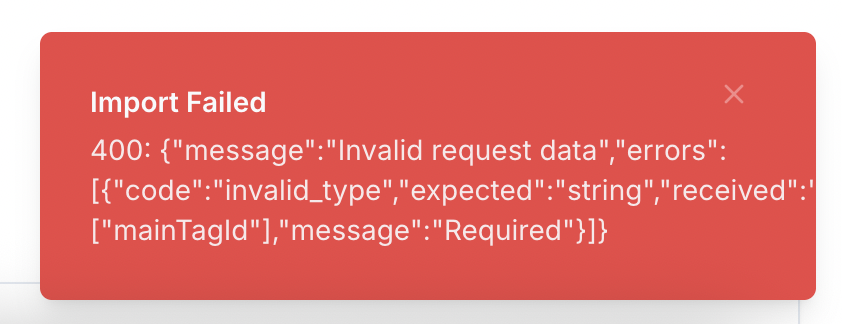 Import Failed
400: {"message":"Invalid request data","errors":
[{"code":"invalid_type","expected":"string","received":"
["mainTagId"],"message":"Required"}]}